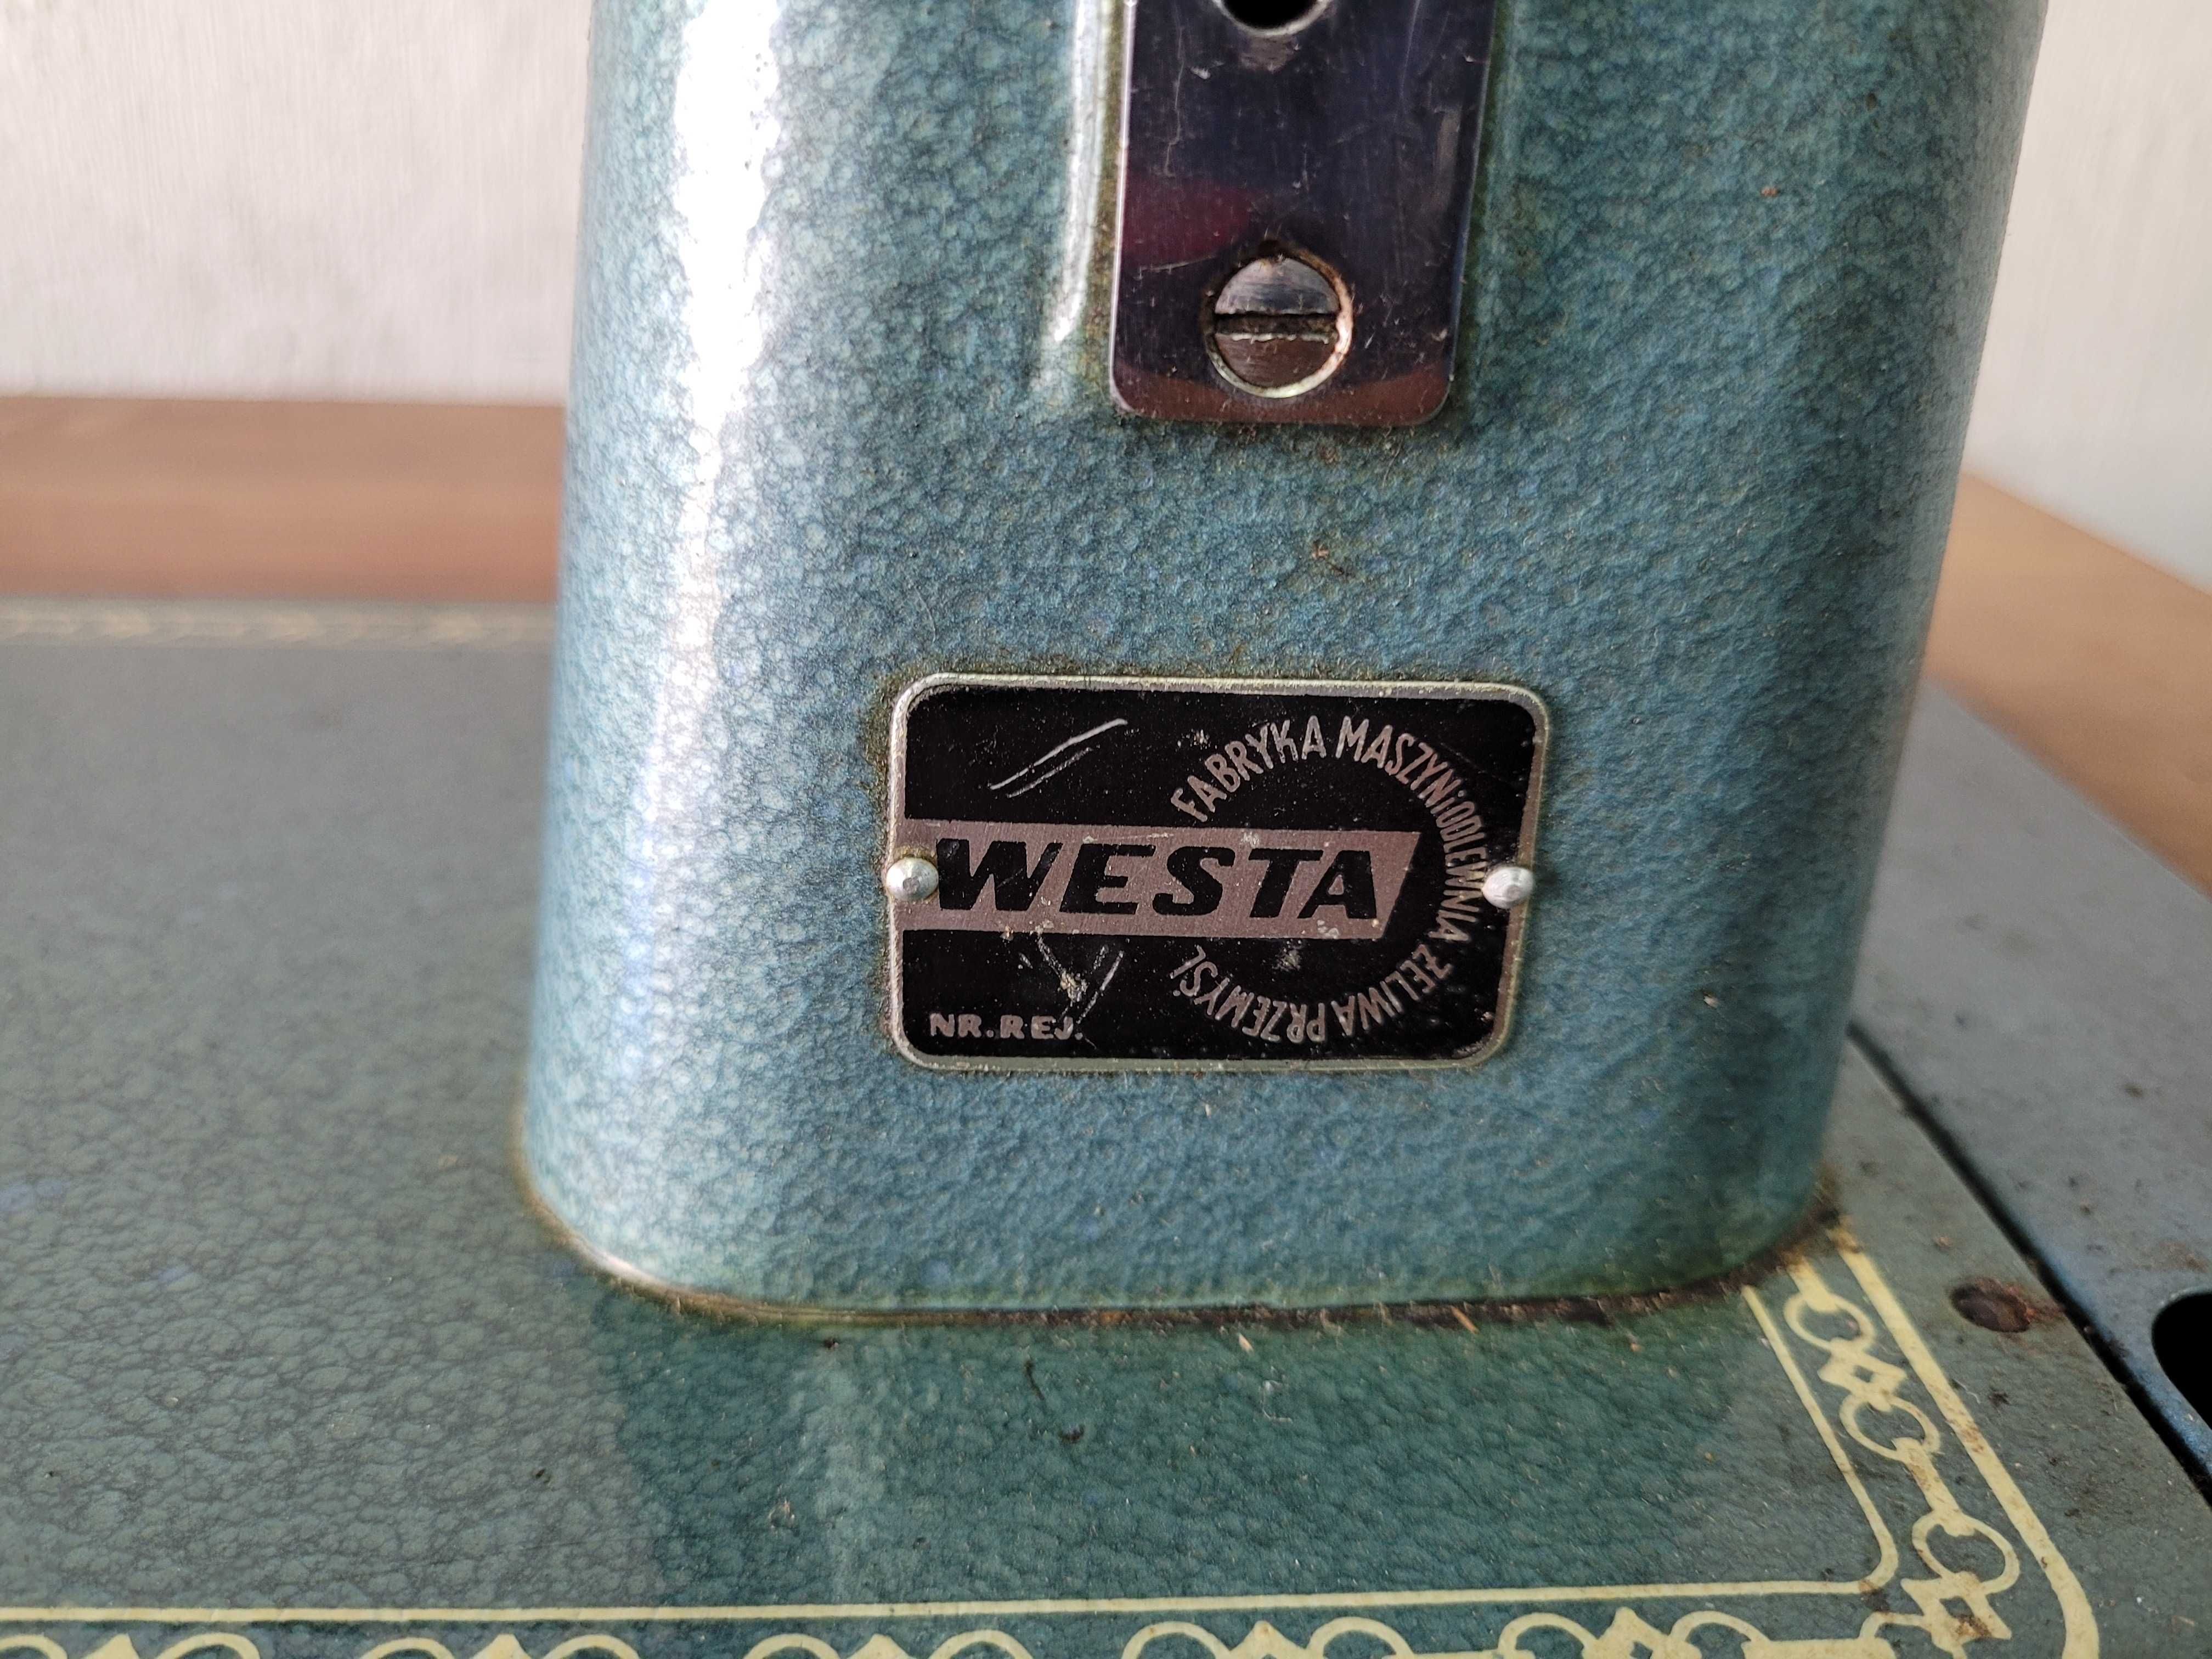 FABRYKA MASZYN i ODLEWNIA ŻELIWA PRZEMYŚL
WESTA
NR.REJ.